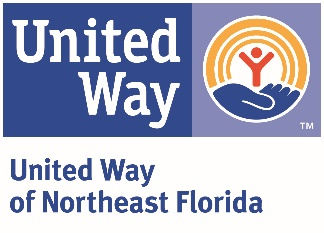 United
Way
TM
United Way
of Northeast Florida